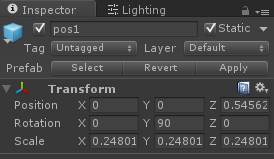 Inspector Lighting
pos1 Static
Tag Untagged Layer Default
Prefab Select Revert Apply
Transform
Position X 0 Y 0 Z 0.54562
Rotation X 0 Y 90 Z 0
Scale X 0.24801 Y 0.24801 Z 0.24801